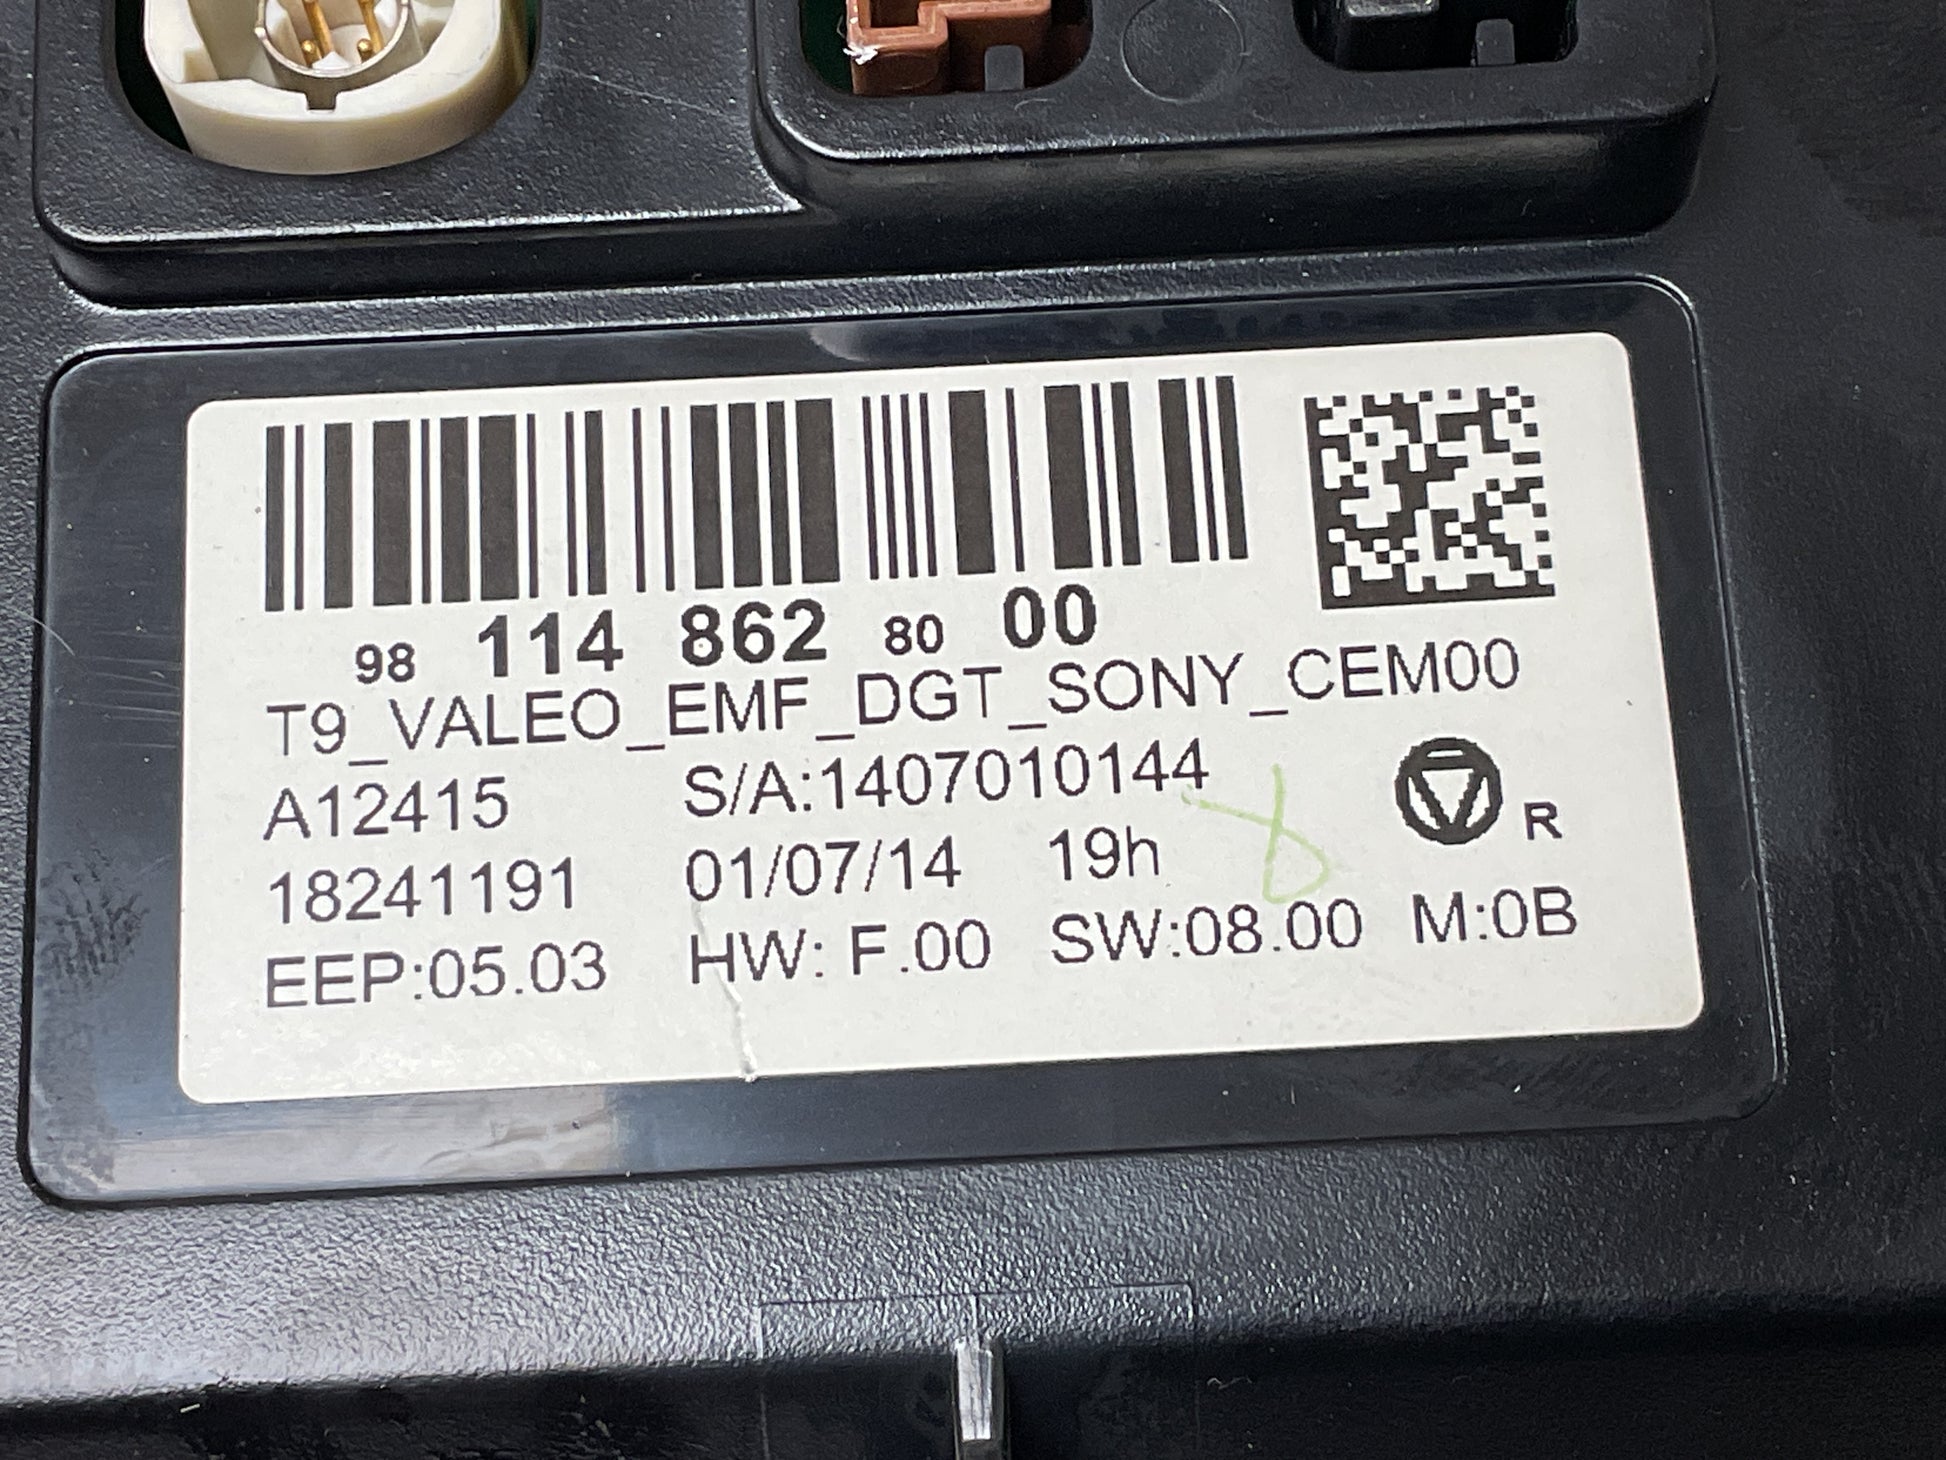 98 114 862 80 00
T9_VALEO_EMF_DGT_SONY_CEM00
A12415 S/A:1407010144
R
18241191 01/07/14 19h
EEP:05.03 HW: F.00 SW:08.00 M:0B